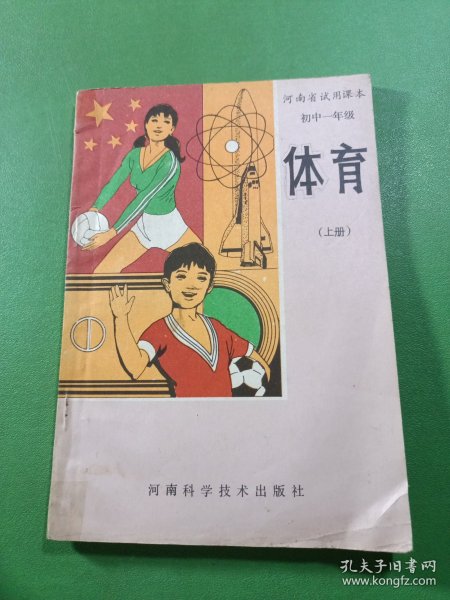 河南省试用课本
初中一年级
体育
（上册）
河南科学技术出版社
孔夫子旧书网
www.kongfz.com